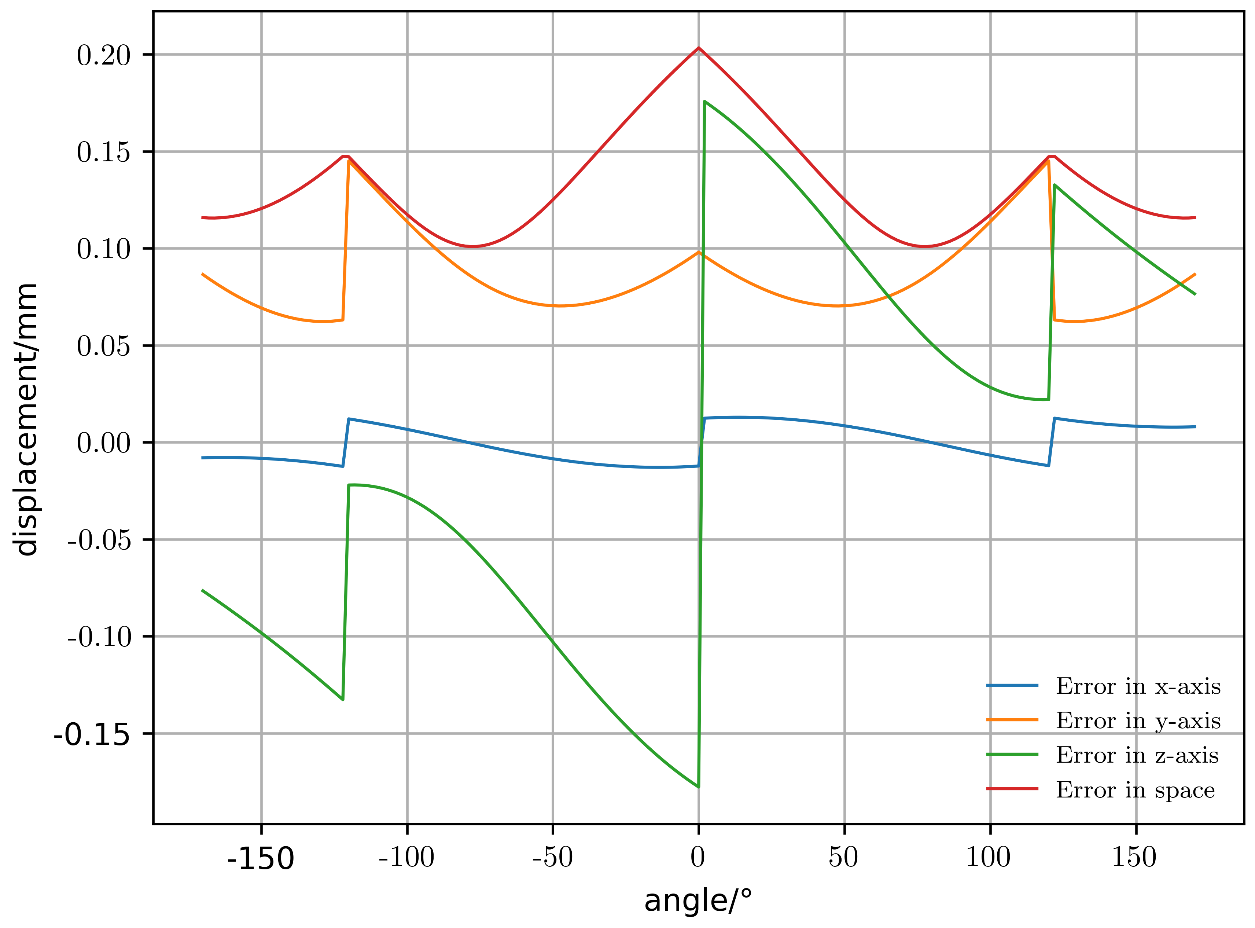 displacement/mm
0.20
0.15
0.10
0.05
0.00
-0.05
-0.10
-0.15
Error in x-axis
Error in y-axis
Error in z-axis
Error in space
-150 -100 -50 0 50 100 150
angle/°